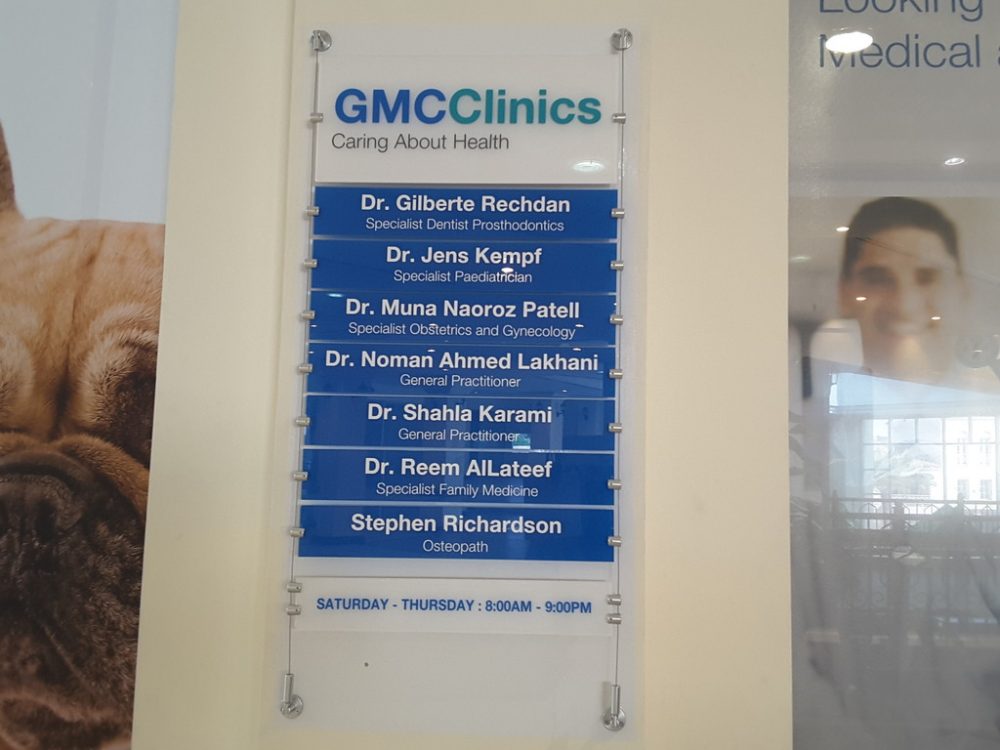 GMCClinics
Caring About Health
Dr. Gilberte Rechdan
Specialist Dentist Prosthodontics
Dr. Jens Kempf
Specialist Paediatrician
Dr. Muna Naoroz Patell
Specialist Obstetrics and Gynecology
Dr. Noman Ahmed Lakhani
General Practitioner
Dr. Shahla Karami
General Practitioner
Dr. Reem AlLateef
Specialist Family Medicine
Stephen Richardson
Osteopath
SATURDAY - THURSDAY : 8:00AM - 9:00PM
Looking
Medical